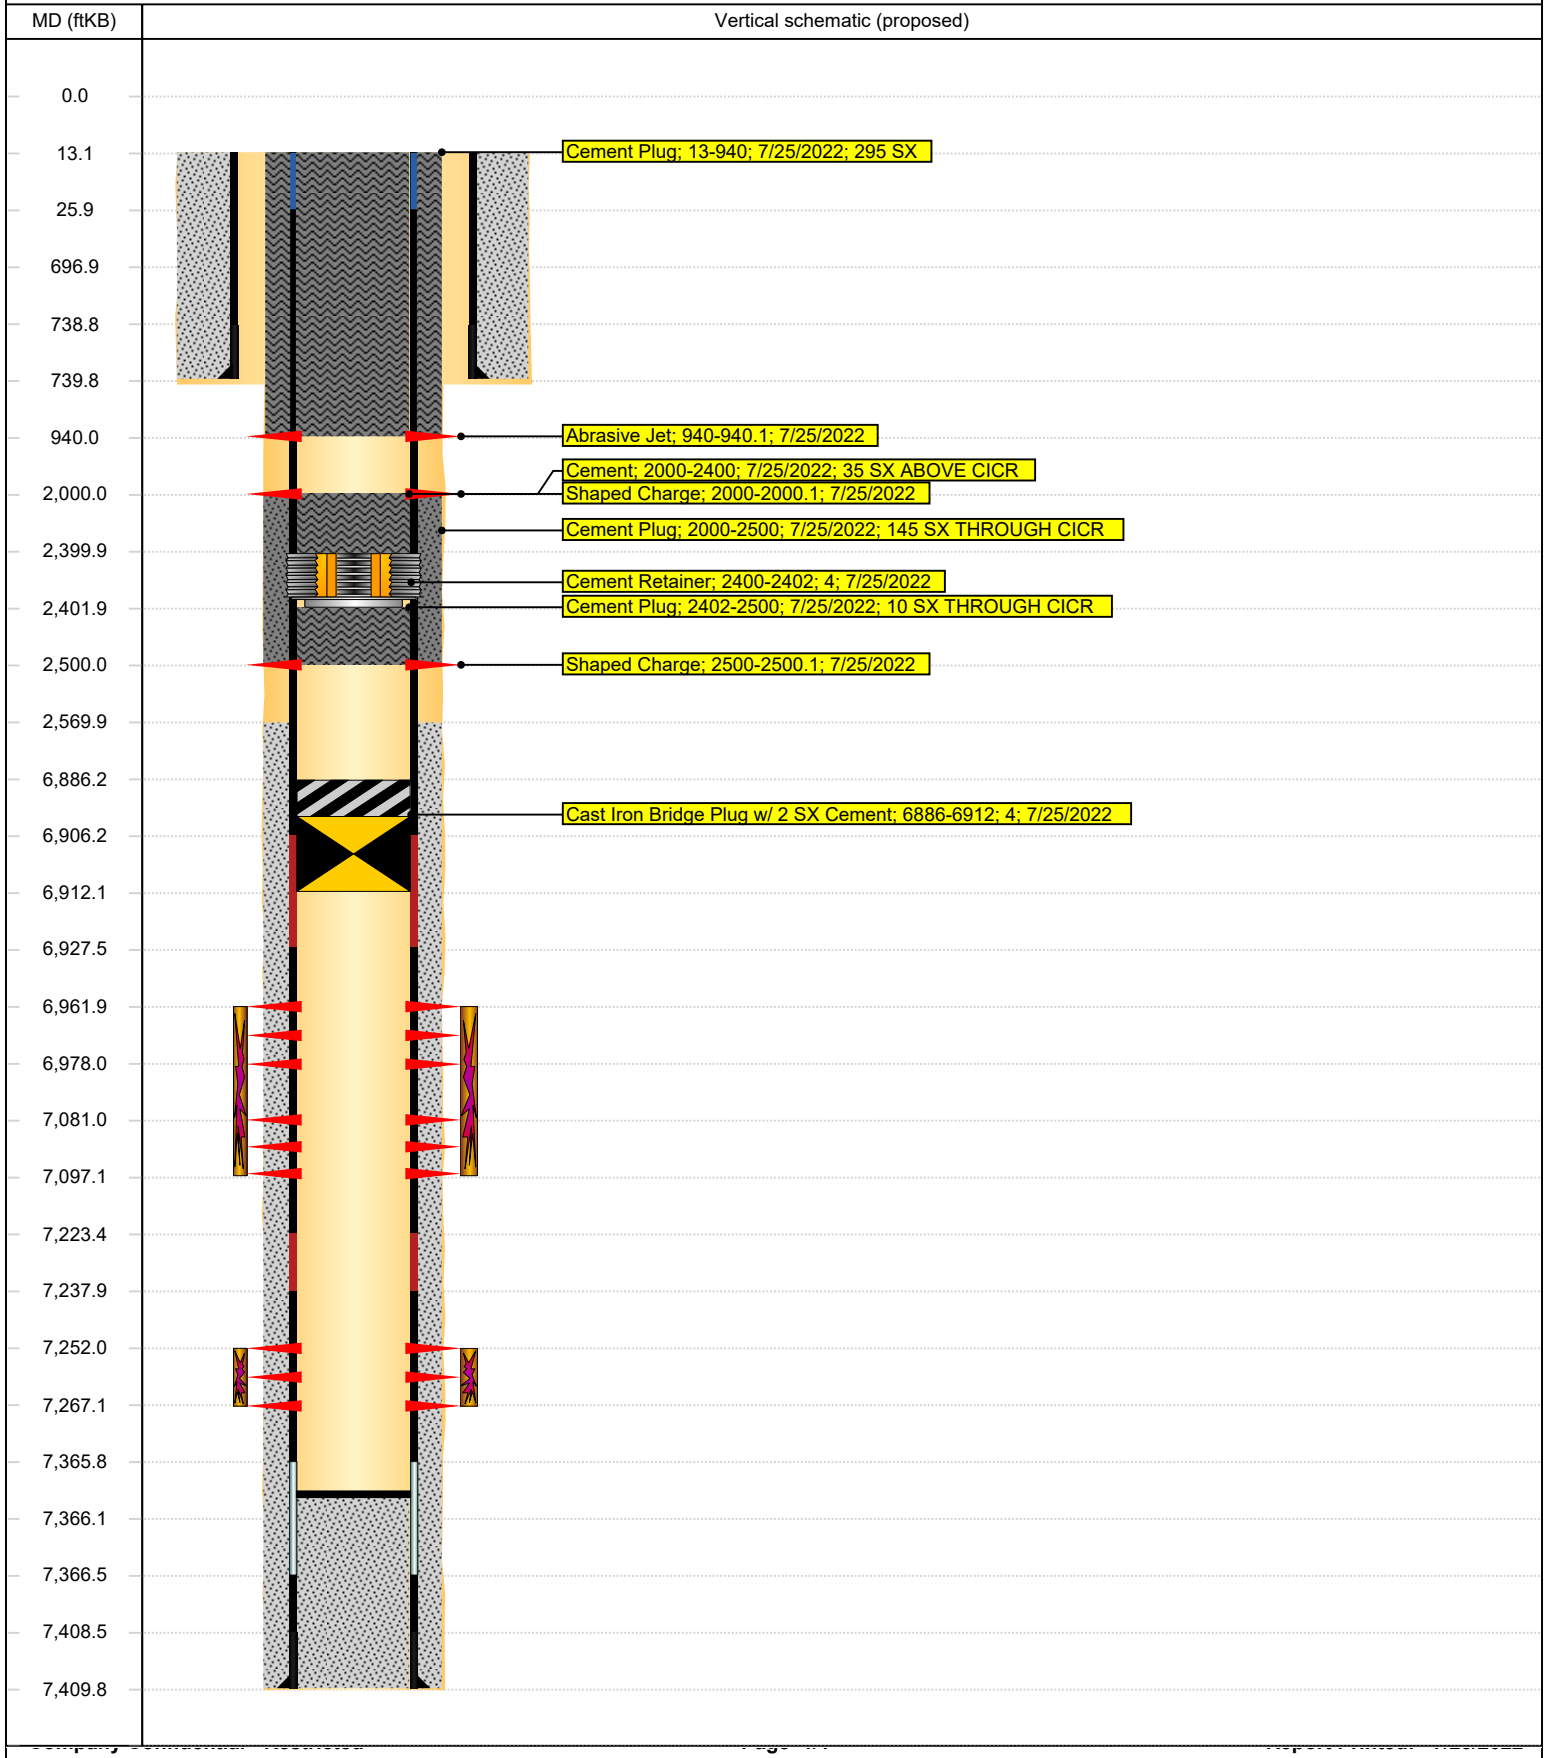 MD (ftKB)
Vertical schematic (proposed)
0.0
13.1
Cement Plug; 13-940; 7/25/2022; 295 SX
25.9
696.9
738.8
739.8
940.0
Abrasive Jet; 940-940.1; 7/25/2022
Cement; 2000-2400; 7/25/2022; 35 SX ABOVE CICR
2,000.0
Shaped Charge; 2000-2000.1; 7/25/2022
Cement Plug; 2000-2500; 7/25/2022; 145 SX THROUGH CICR
2,399.9
Cement Retainer; 2400-2402; 4; 7/25/2022
2,401.9
Cement Plug; 2402-2500; 7/25/2022; 10 SX THROUGH CICR
2,500.0
Shaped Charge; 2500-2500.1; 7/25/2022
2,569.9
6,886.2
Cast Iron Bridge Plug w/ 2 SX Cement; 6886-6912; 4; 7/25/2022
6,906.2
6,912.1
6,927.5
6,961.9
6,978.0
7,081.0
7,097.1
7,223.4
7,237.9
7,252.0
7,267.1
7,365.8
7,366.1
7,366.5
7,408.5
7,409.8